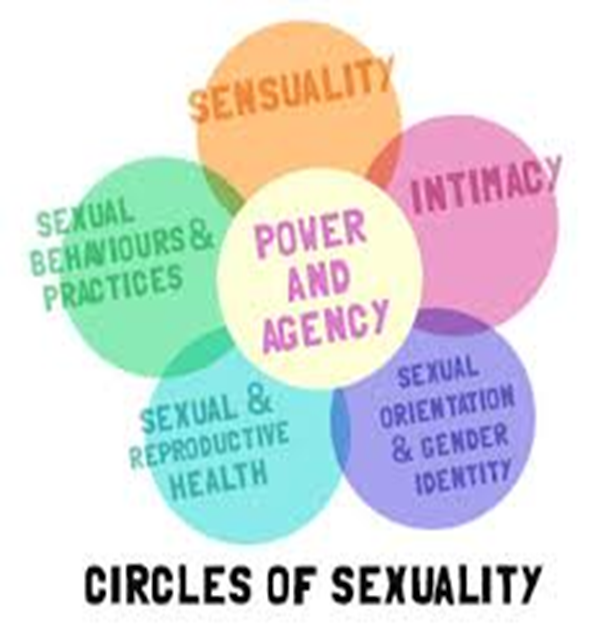 SENSUALITY
INTIMACY
SEXUAL
BEHAVIOURS &
PRACTICES
POWER
AND
AGENCY
SEXUAL &
REPRODUCTIVE
HEALTH
SEXUAL
ORIENTATION
& GENDER
IDENTITY
CIRCLES OF SEXUALITY